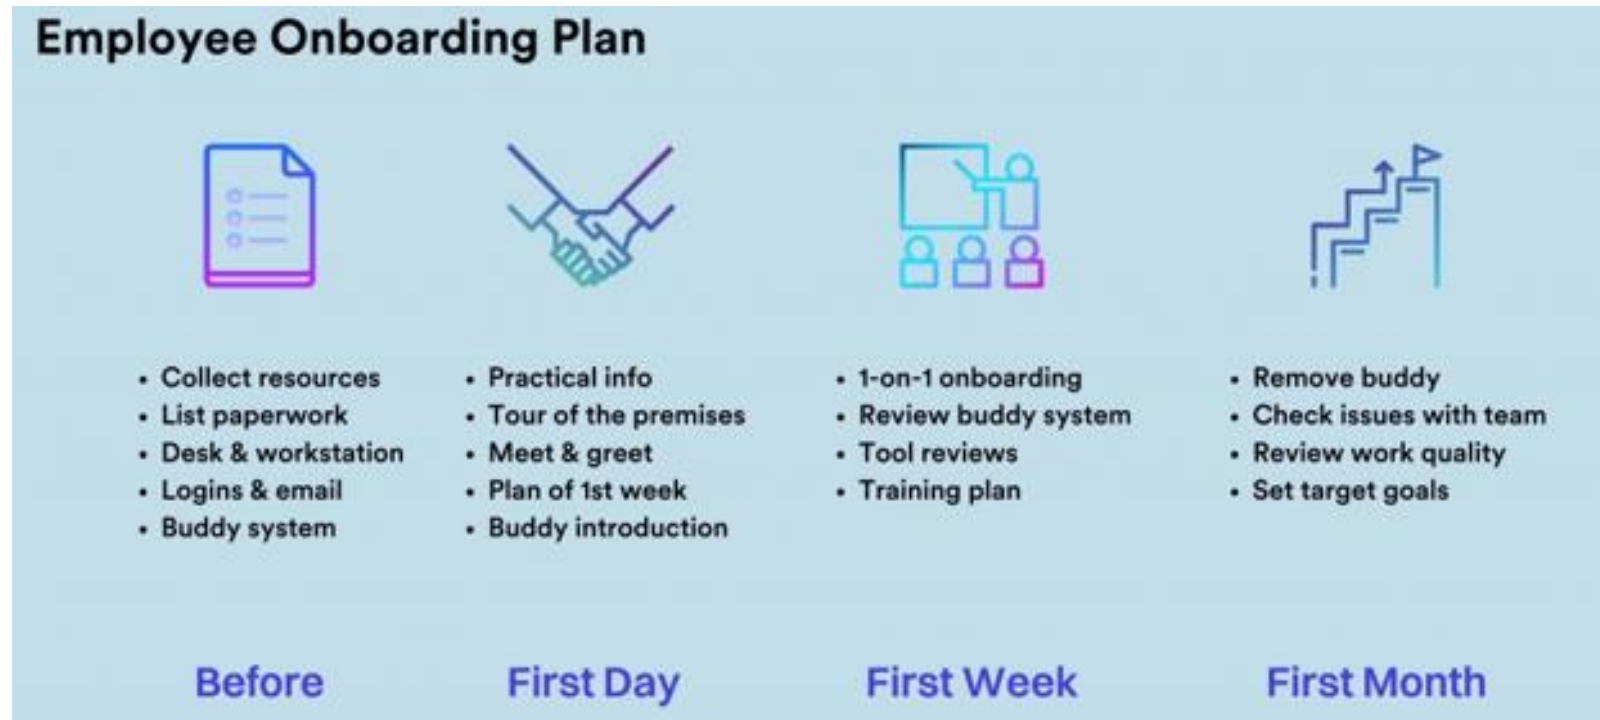 Employee Onboarding Plan
• Collect resources
• List paperwork
• Desk & workstation
• Logins & email
• Buddy system
Before
• Practical info
• Tour of the premises
• Meet & greet
• Plan of 1st week
• Buddy introduction
First Day
• 1-on-1 onboarding
• Review buddy system
• Tool reviews
• Training plan
First Week
• Remove buddy
• Check issues with team
• Review work quality
• Set target goals
First Month